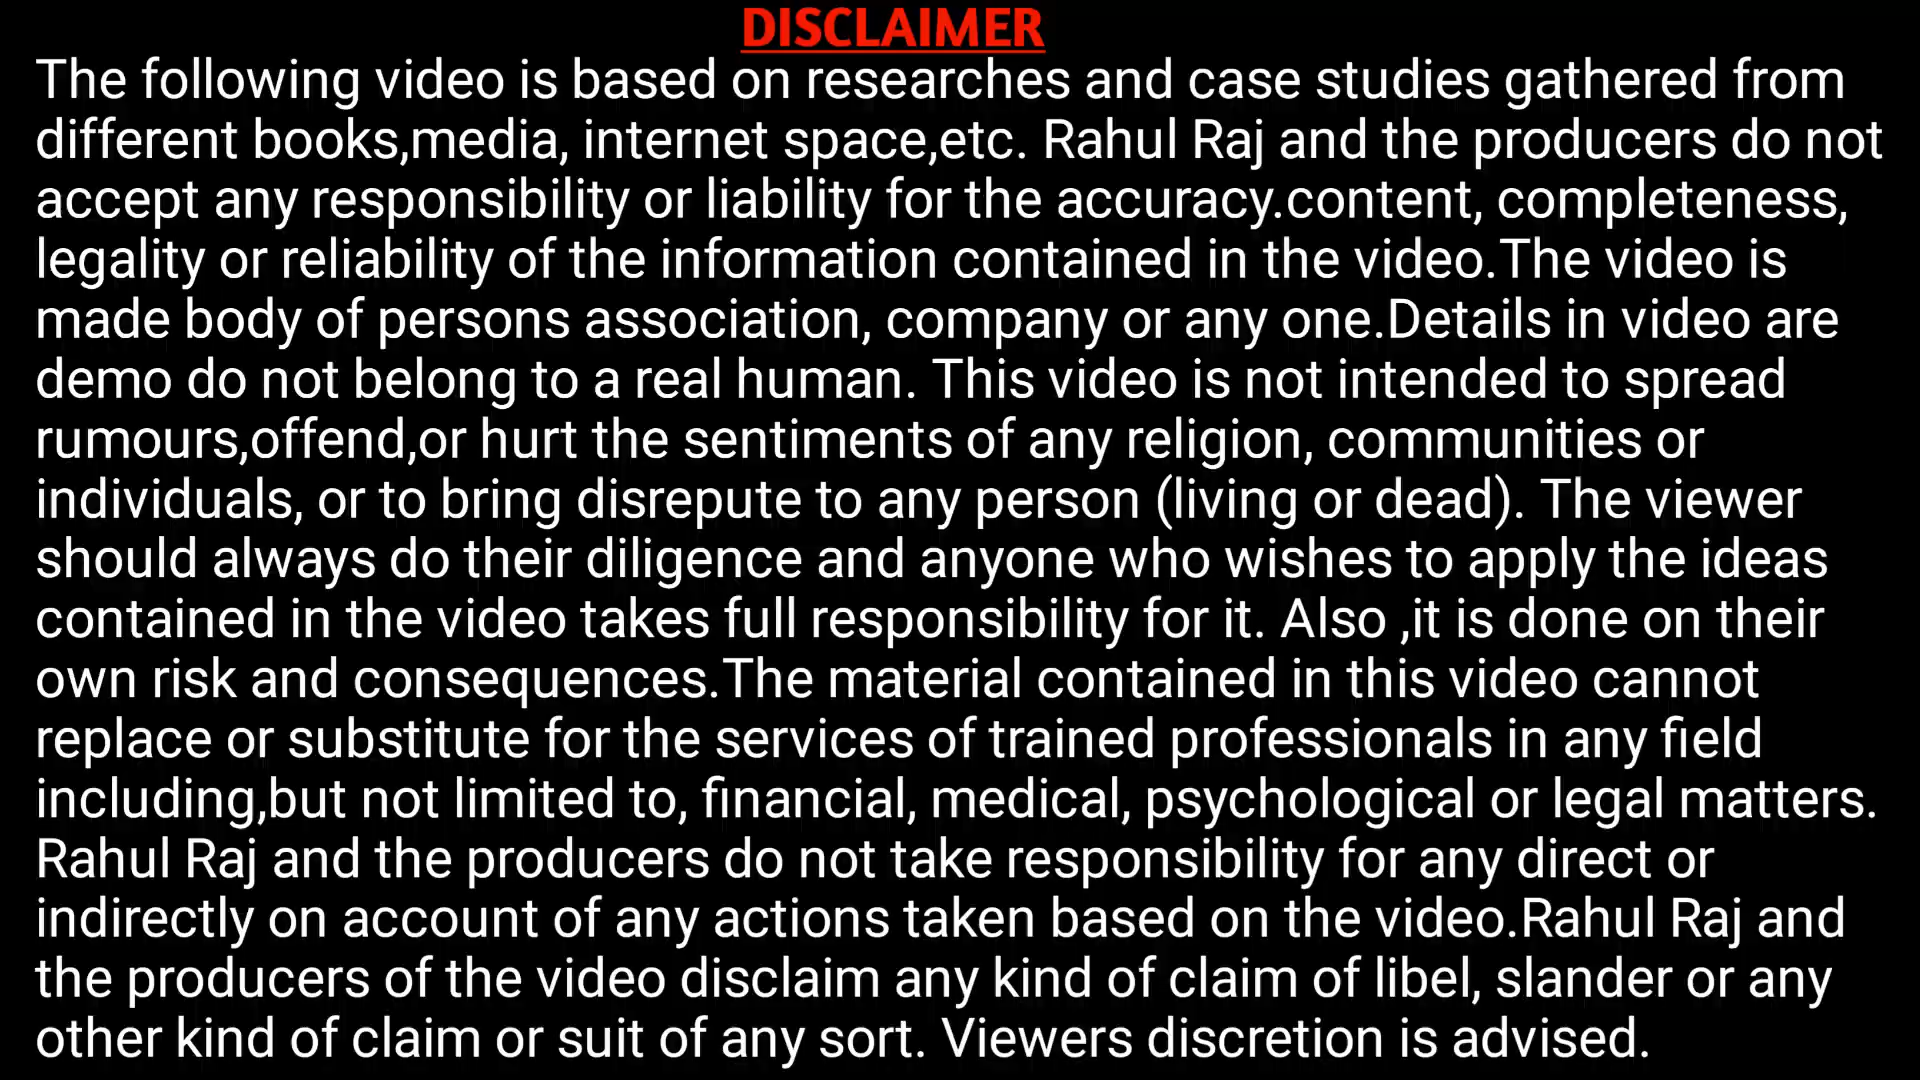 DISCLAIMER
The following video is based on researches and case studies gathered from
different books,media, internet space,etc. Rahul Raj and the producers do not
accept any responsibility or liability for the accuracy.content, completeness,
legality or reliability of the information contained in the video.The video is
made body of persons association, company or any one.Details in video are
demo do not belong to a real human. This video is not intended to spread
rumours,offend,or hurt the sentiments of any religion, communities or
individuals, or to bring disrepute to any person (living or dead). The viewer
should always do their diligence and anyone who wishes to apply the ideas
contained in the video takes full responsibility for it. Also ,it is done on their
own risk and consequences.The material contained in this video cannot
replace or substitute for the services of trained professionals in any field
including,but not limited to, financial, medical, psychological or legal matters.
Rahul Raj and the producers do not take responsibility for any direct or
indirectly on account of any actions taken based on the video.Rahul Raj and
the producers of the video disclaim any kind of claim of libel, slander or any
other kind of claim or suit of any sort. Viewers discretion is advised.